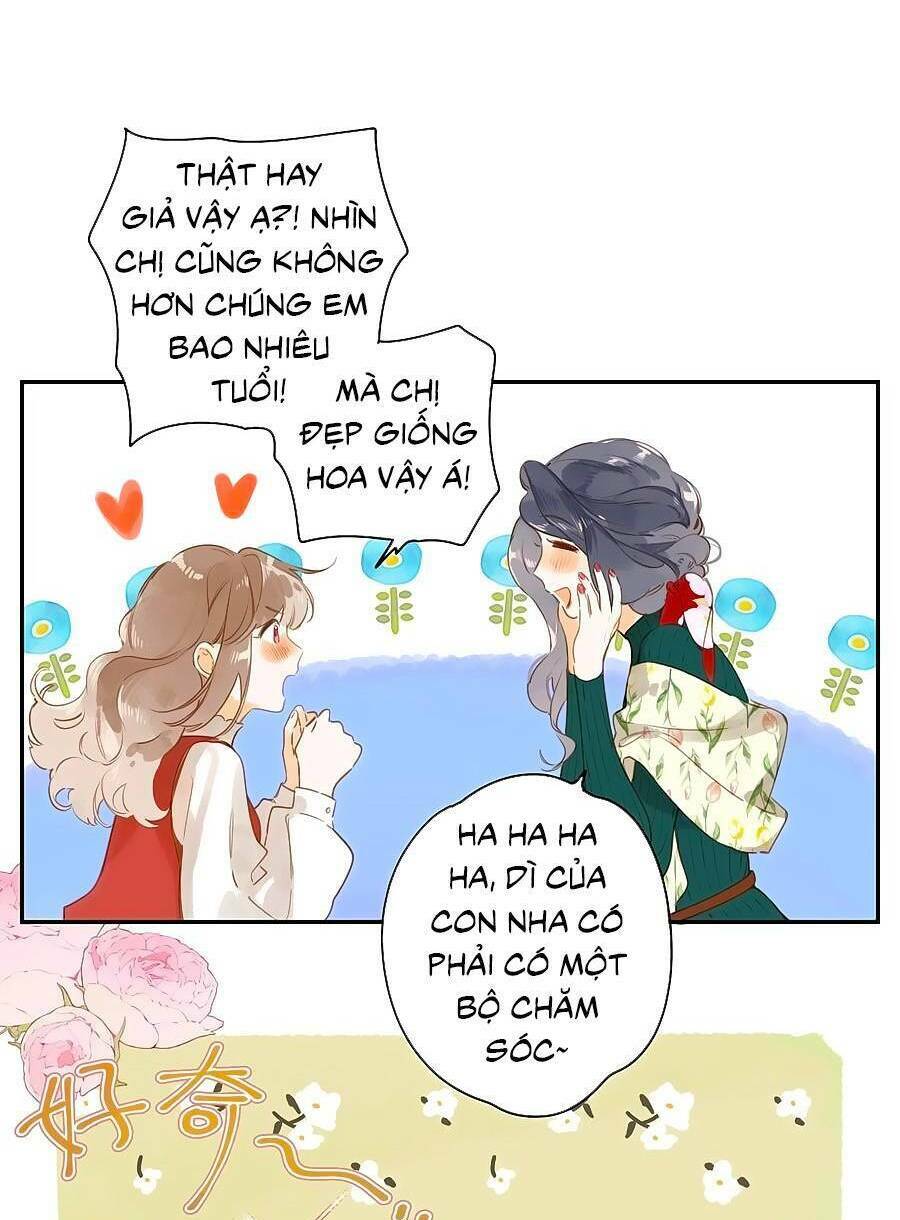 THẬT HAY
GIẢ VẬY Ạ?! NHÌN
CHỊ CŨNG KHÔNG
HƠN CHÚNG EM
BAO NHIÊU
TUỔI!
MÀ CHỊ
ĐẸP GIỐNG
HOA VẬY Á!
HA HA HA
HA, DÌ CỦA
CON NHA CÓ
PHẢI CÓ MỘT
BỘ CHĂM
SÓC~
好奇~